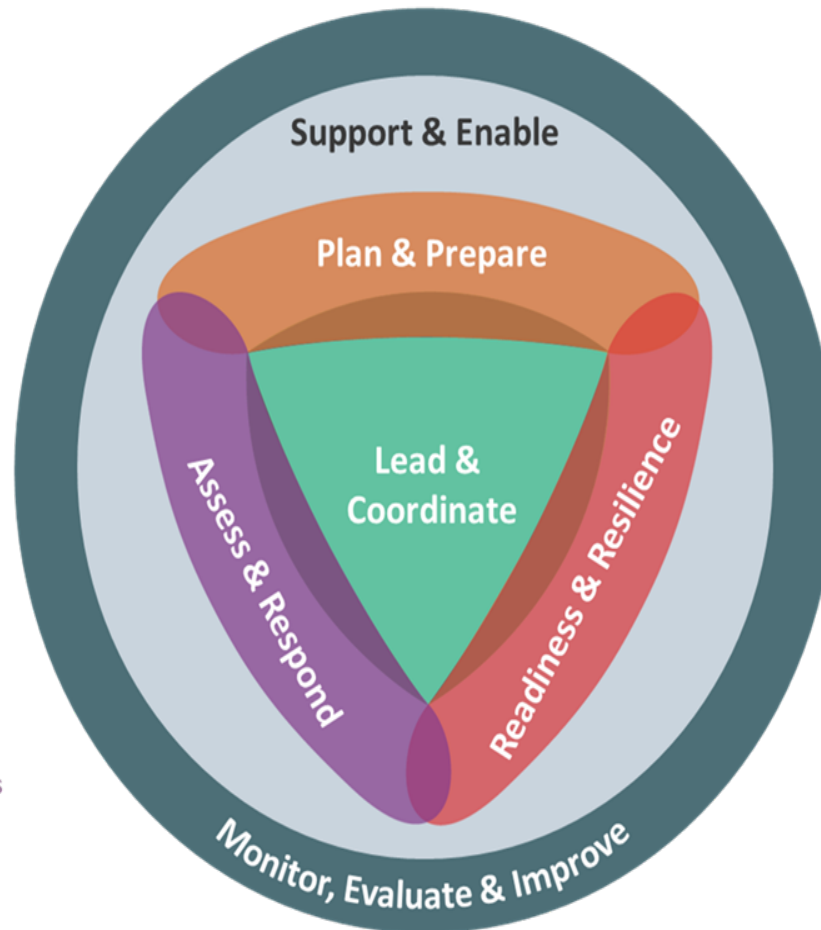 Support & Enable
Plan & Prepare
Lead &
Coordinate
Assess & Respond
Readiness & Resilience
s
Monitor, Evaluate & Improve